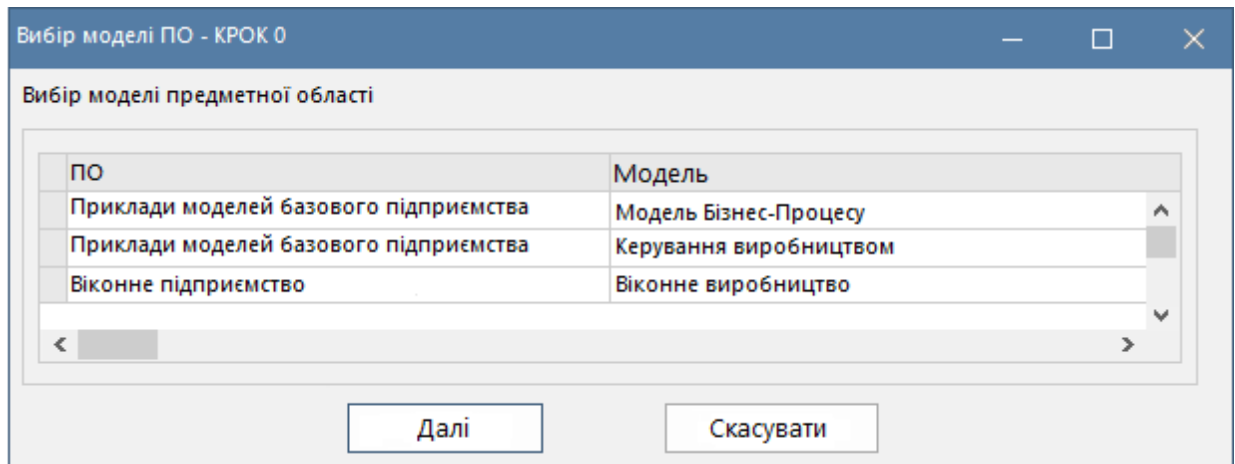 Вибір моделі ПО - КРОК 0
Вибір моделі предметної області
ПО Модель
Приклади моделей базового підприємства Модель Бізнес-Процесу
Приклади моделей базового підприємства Керування виробництвом
Віконне підприємство Віконне виробництво
Далі Скасувати